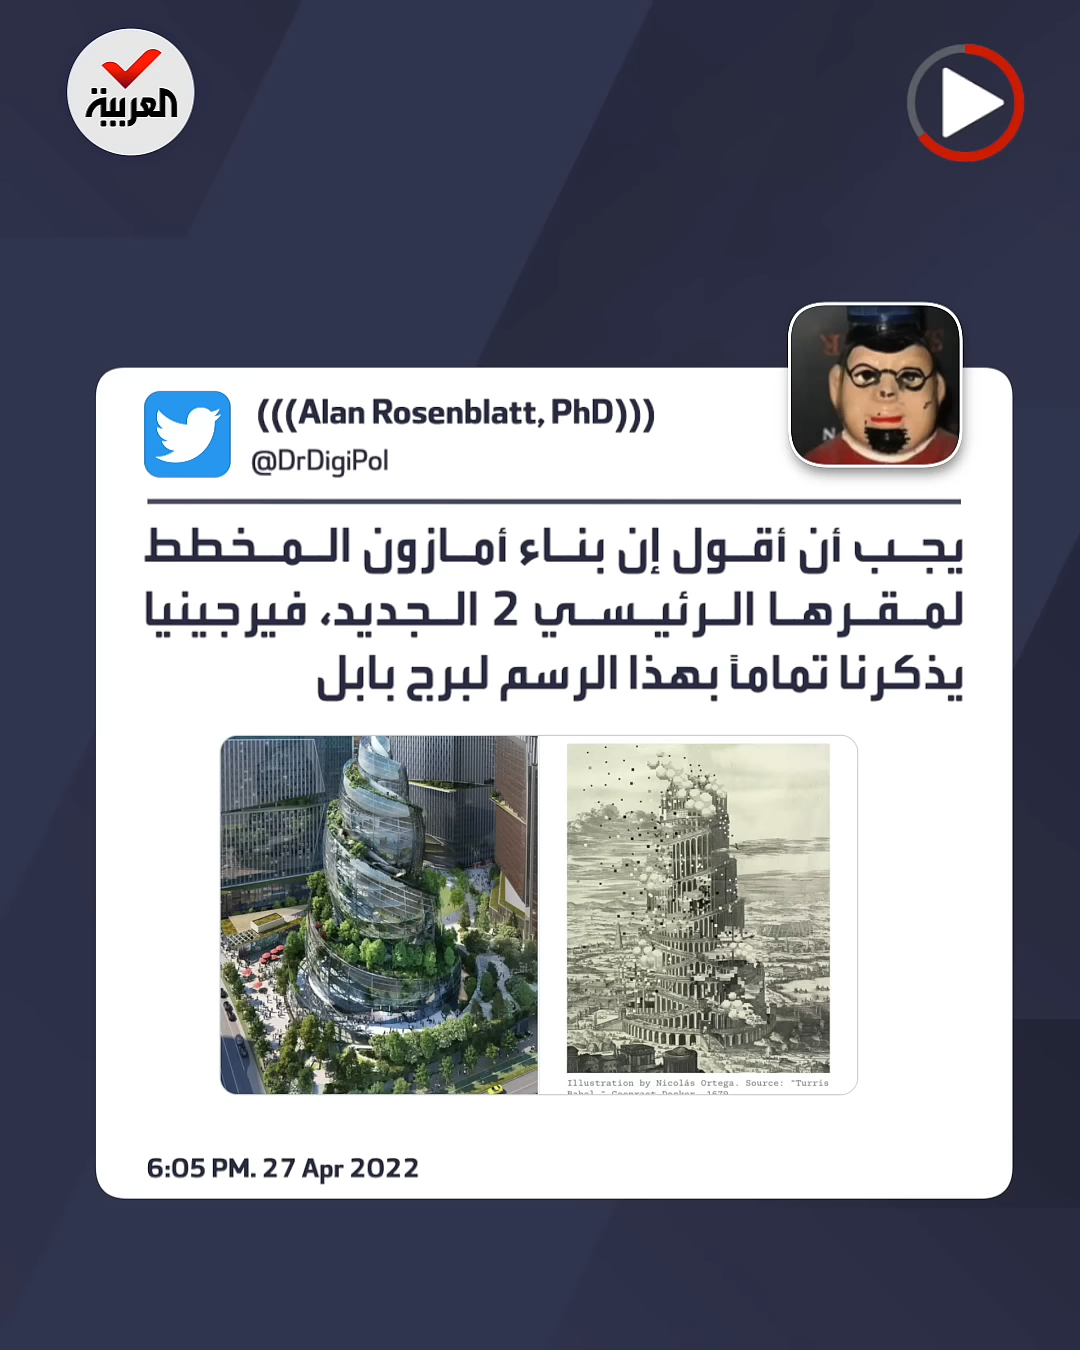 العربية
(((Alan Rosenblatt, PhD)))
@DrDigiPol
يجب أن أقول إن بناء أمازون المخطط
لمقرها الرئيسي 2 الجديد، فيرجينيا
يذكرنا تماماً بهذا الرسم لبرج بابل
Illustration by Nicolás Ortega. Source: "Turris
6:05 PM. 27 Apr 2022